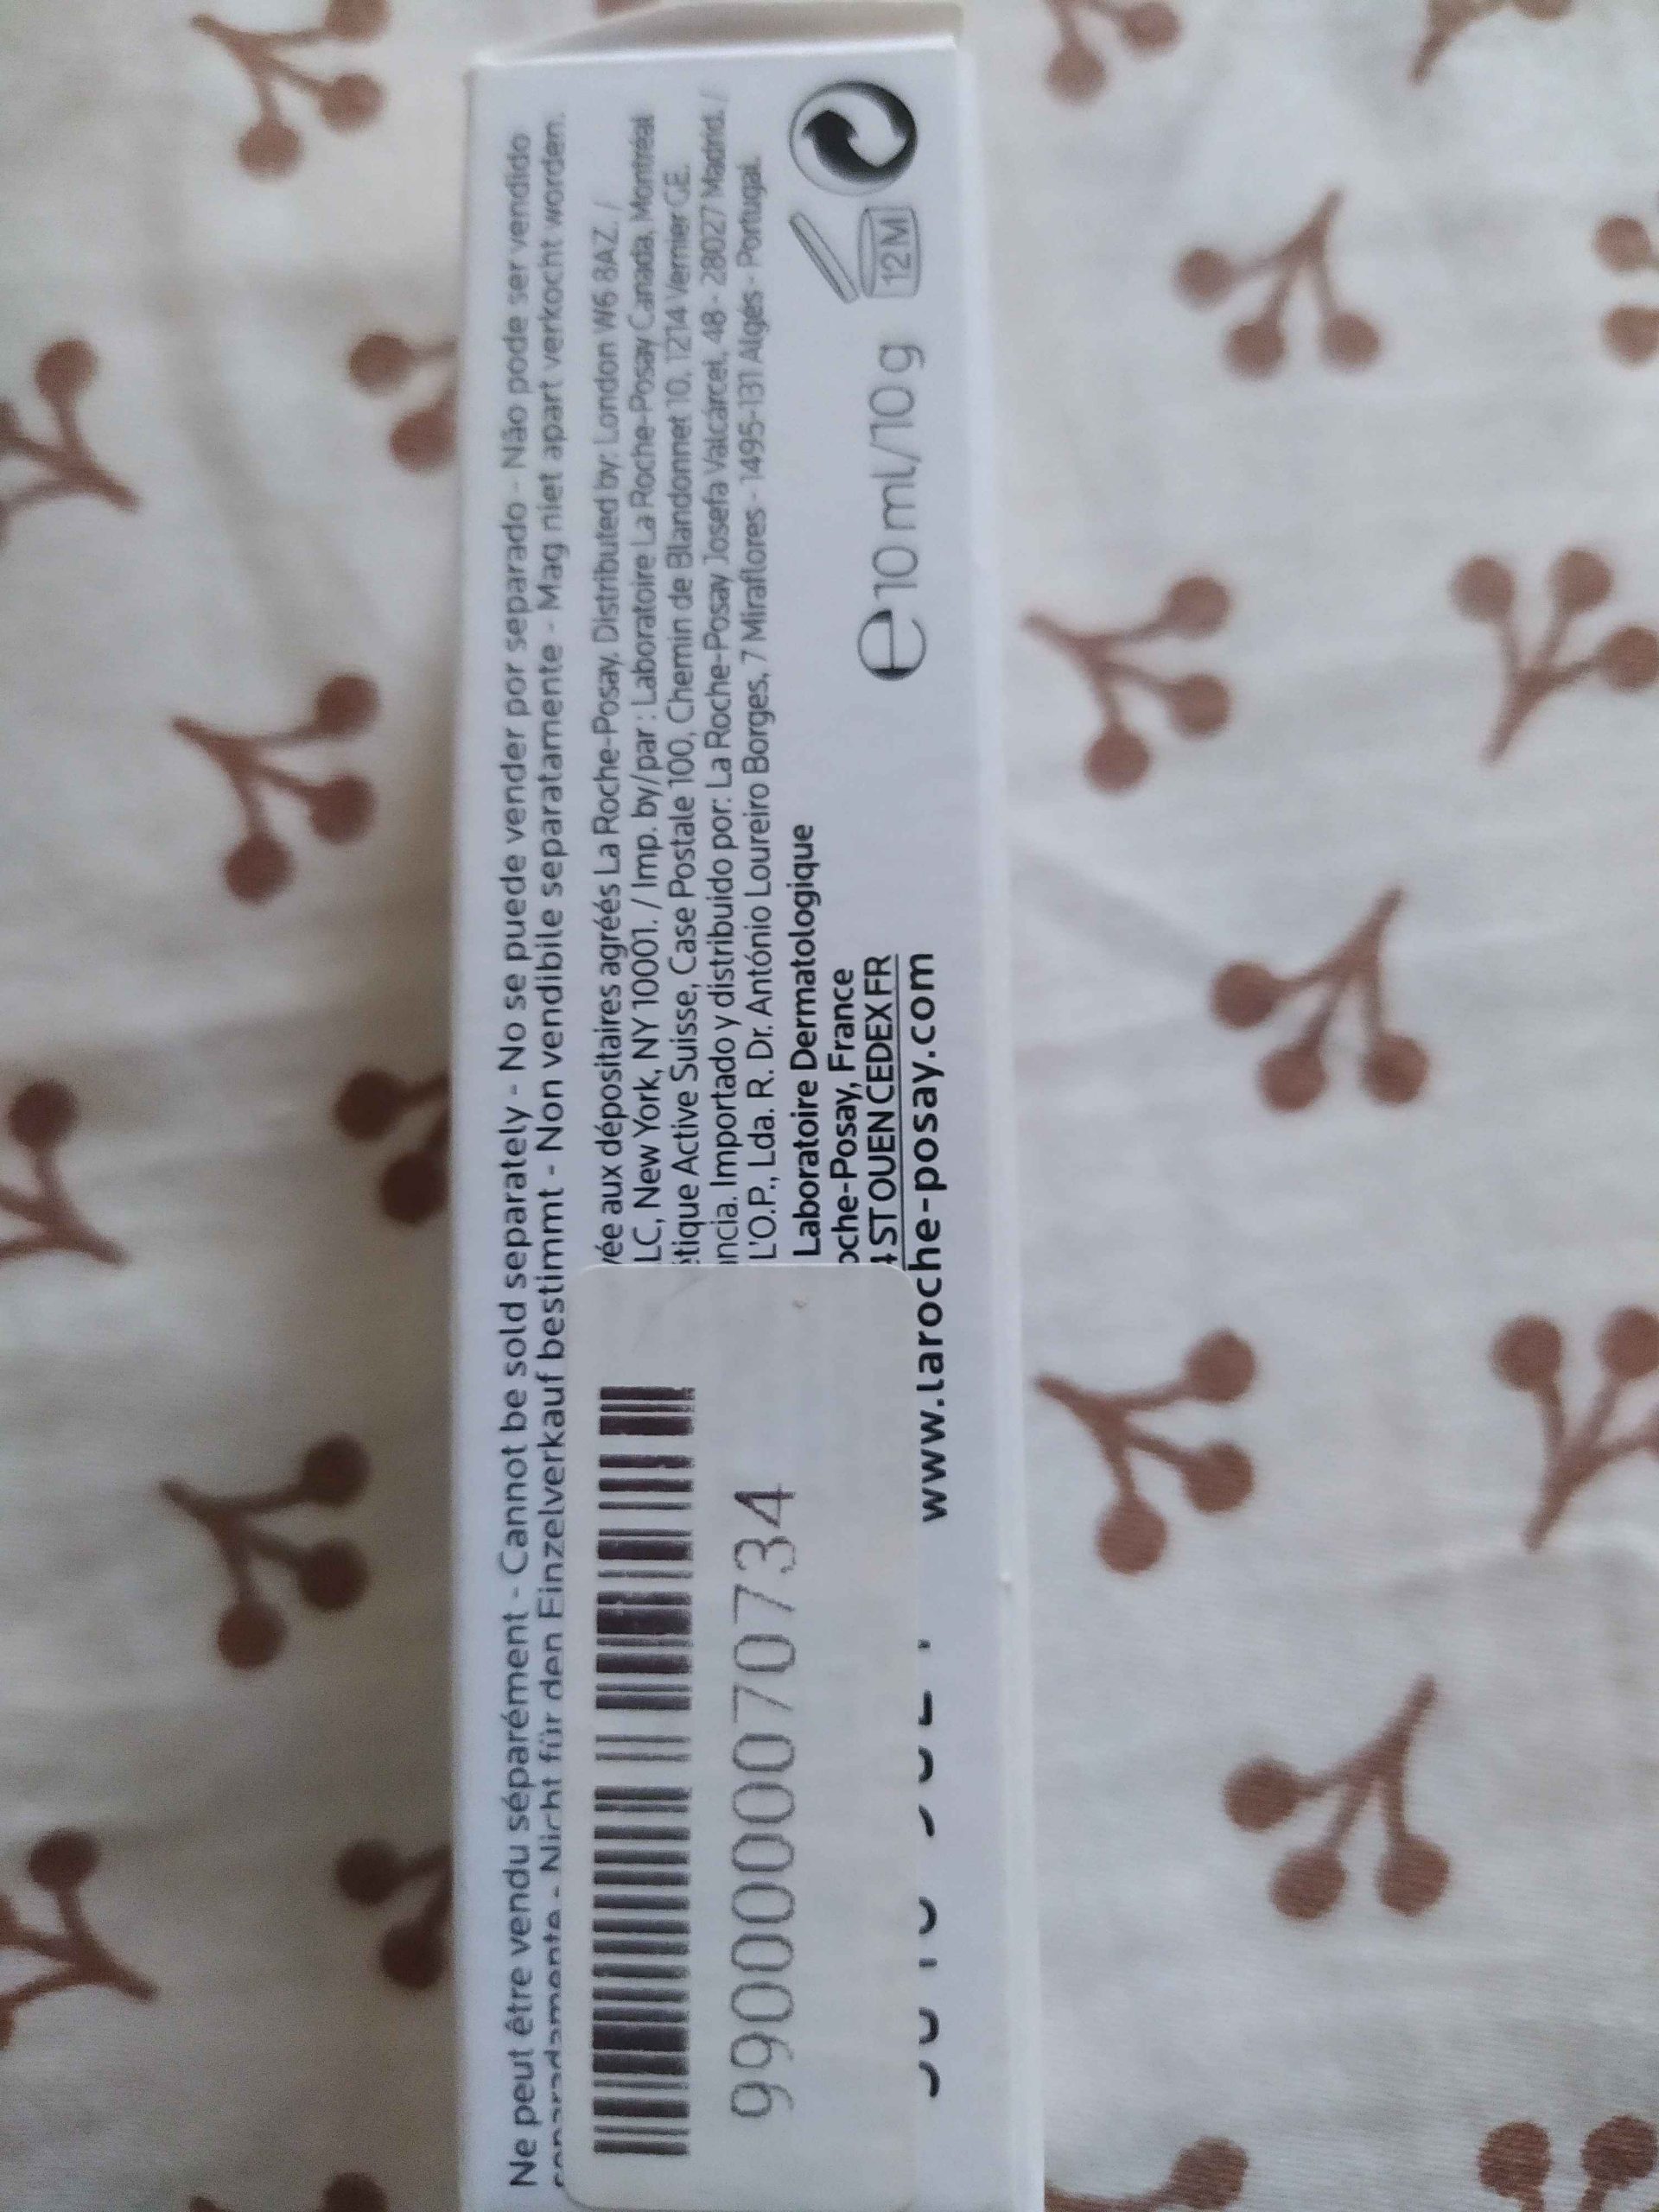 Ne peut être vendu séparément - Cannot be sold separately - No se puede vender por separado - Não pode ser vendido
separadamente - Nicht für den Einzelverkauf bestimmt - Non vendibile separatamente - Mag niet apart verkocht worden.
vée aux dépositaires agréés La Roche-Posay. Distributed by: London W6 8AZ. /
LC, New York, NY 10001. / Imp. by/par : Laboratoire La Roche-Posay Canada, Montréal
étique Active Suisse, Case Postale 100, Chemin de Blandonnet 10, 1214 Vernier GE.
ancia. Importado y distribuido por: La Roche-Posay Josefa Valcárcel, 48 - 28027 Madrid. /
L'O.P., Lda. R. Dr. António Loureiro Borges, 7 Miraflores - 1495-131 Algés - Portugal.
Laboratoire Dermatologique
oche-Posay, France
ST OUEN CEDEX FR
www.laroche-posay.com
e 10 ml/10 g
12M
9900000070734